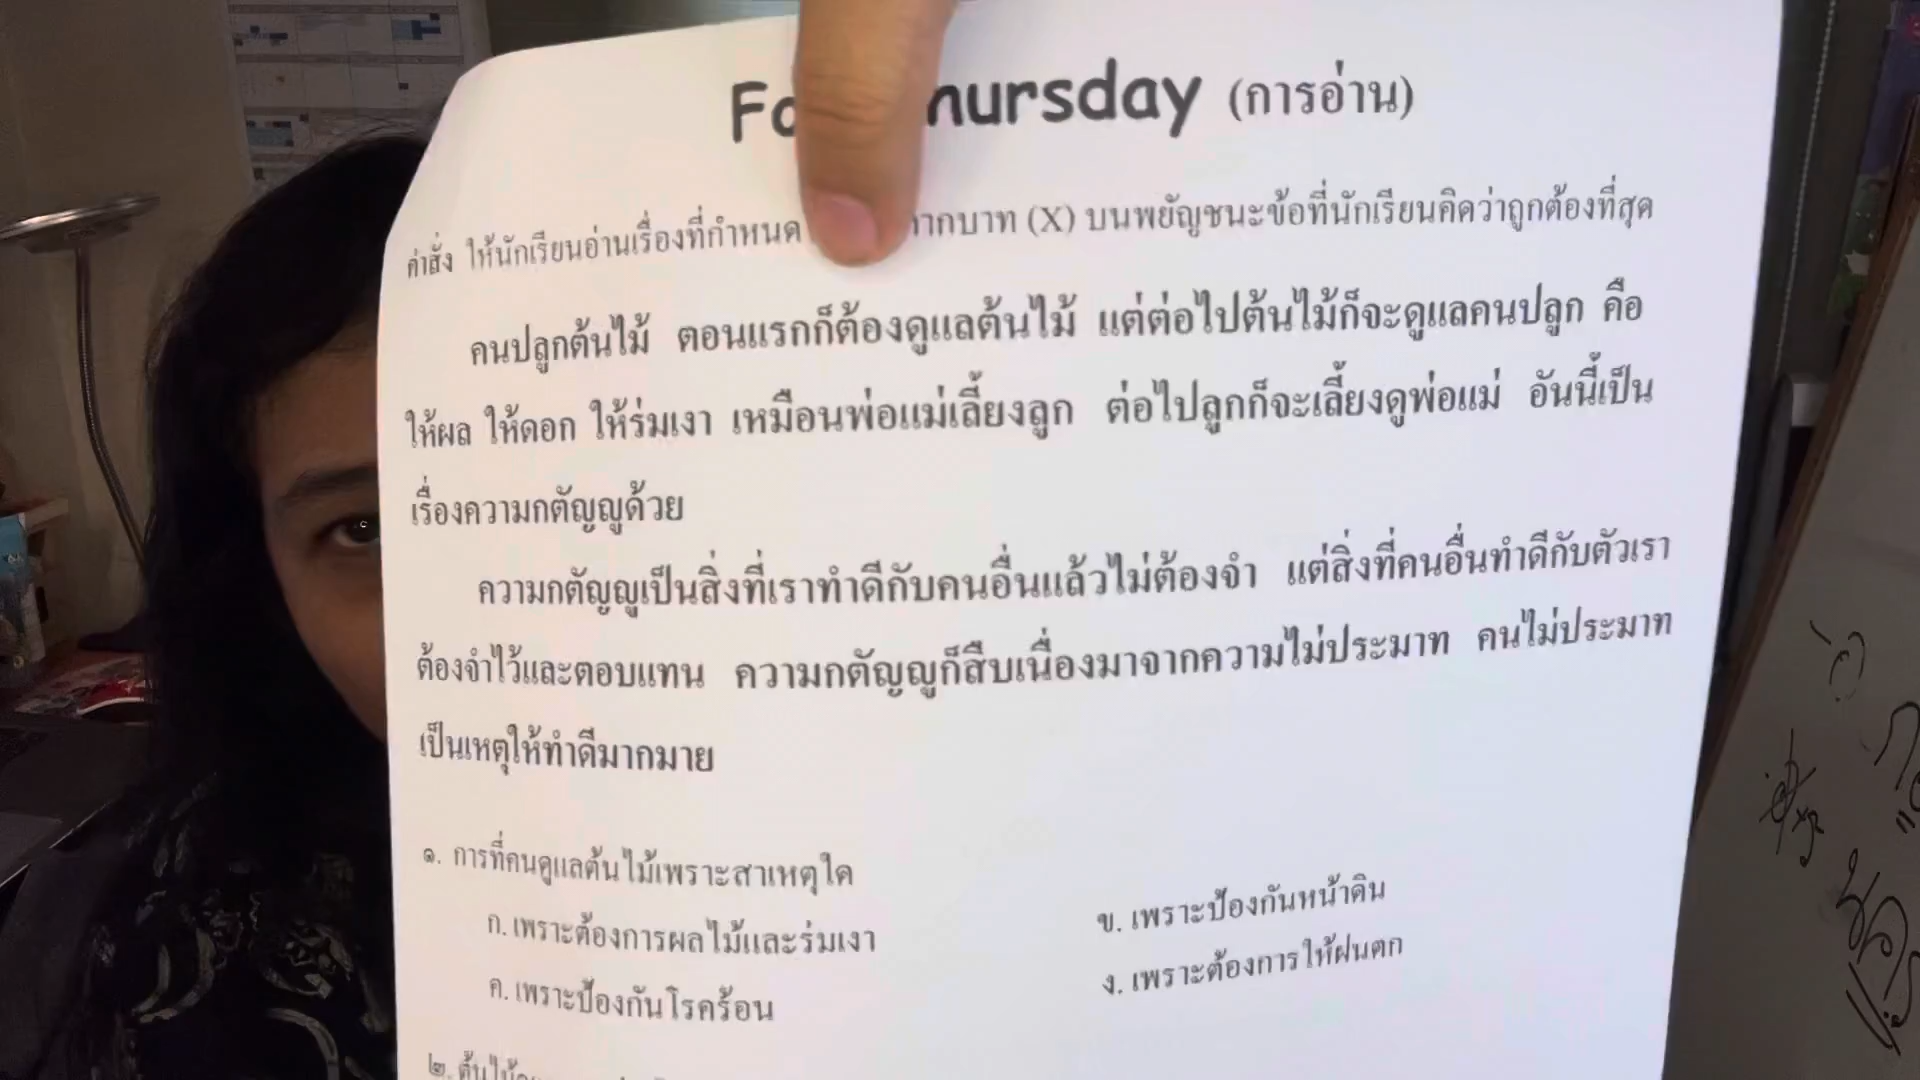 Thursday (การอ่าน)
คำสั่ง ให้นักเรียนอ่านเรื่องที่กำหนด กากบาท (X) บนพยัญชนะข้อที่นักเรียนคิดว่าถูกต้องที่สุด
คนปลูกต้นไม้ ตอนแรกก็ต้องดูแลต้นไม้ แต่ต่อไปต้นไม้ก็จะดูแลคนปลูก คือ
ให้ผล ให้ดอก ให้ร่มเงา เหมือนพ่อแม่เลี้ยงลูก ต่อไปลูกก็จะเลี้ยงดูพ่อแม่ อันนี้เป็น
เรื่องความกตัญญูด้วย
ความกตัญญูเป็นสิ่งที่เราทำดีกับคนอื่นแล้วไม่ต้องจำ แต่สิ่งที่คนอื่นทำดีกับตัวเรา
ต้องจำไว้และตอบแทน ความกตัญญูก็สืบเนื่องมาจากความไม่ประมาท คนไม่ประมาท
เป็นเหตุให้ทำดีมากมาย
๑. การที่คนดูแลต้นไม้เพราะสาเหตุใด
ก. เพราะต้องการผลไม้และร่มเงา
ข. เพราะป้องกันหน้าดิน
ค. เพราะป้องกันโรคร้อน
ง. เพราะต้องการให้ฝนตก
๒. ต้นไม้